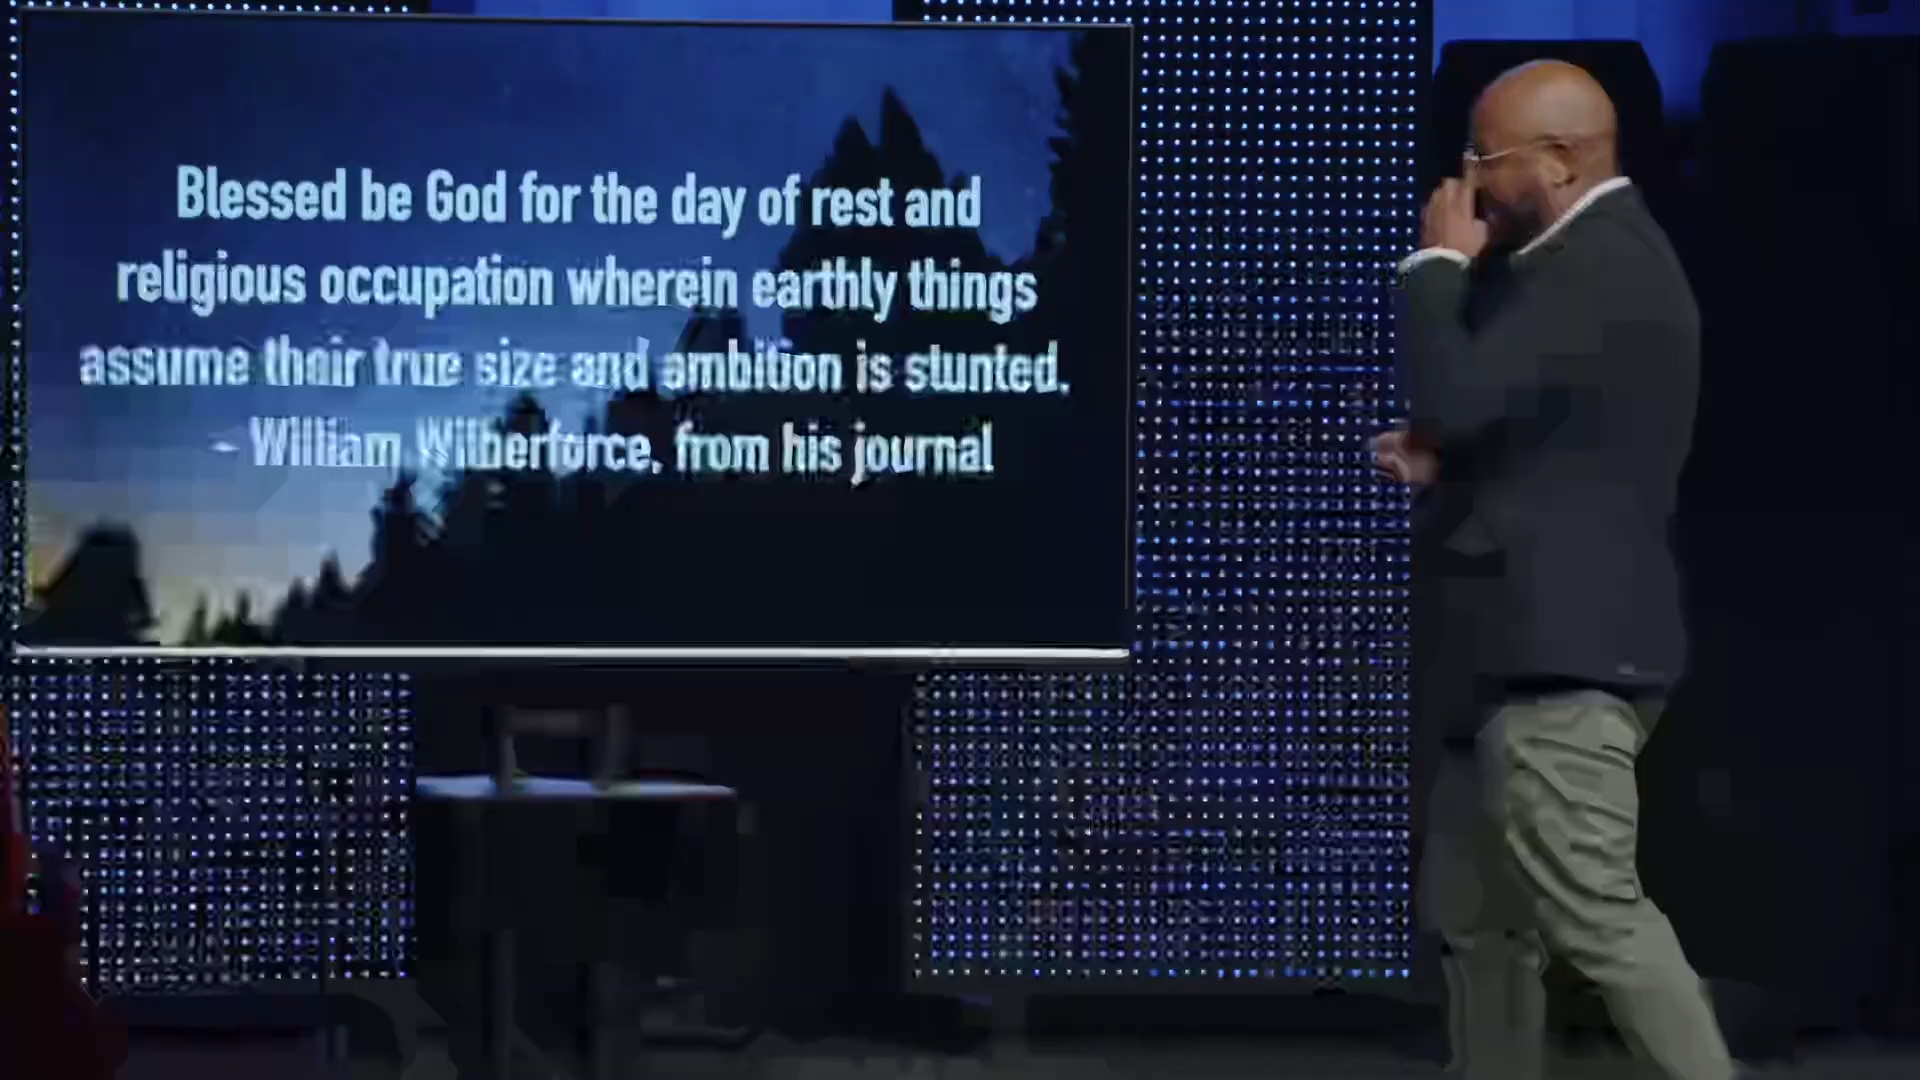 Blessed be God for the day of rest and
religious occupation wherein earthly things
assume their true size and ambition is stunted.
- William Wilberforce, from his journal